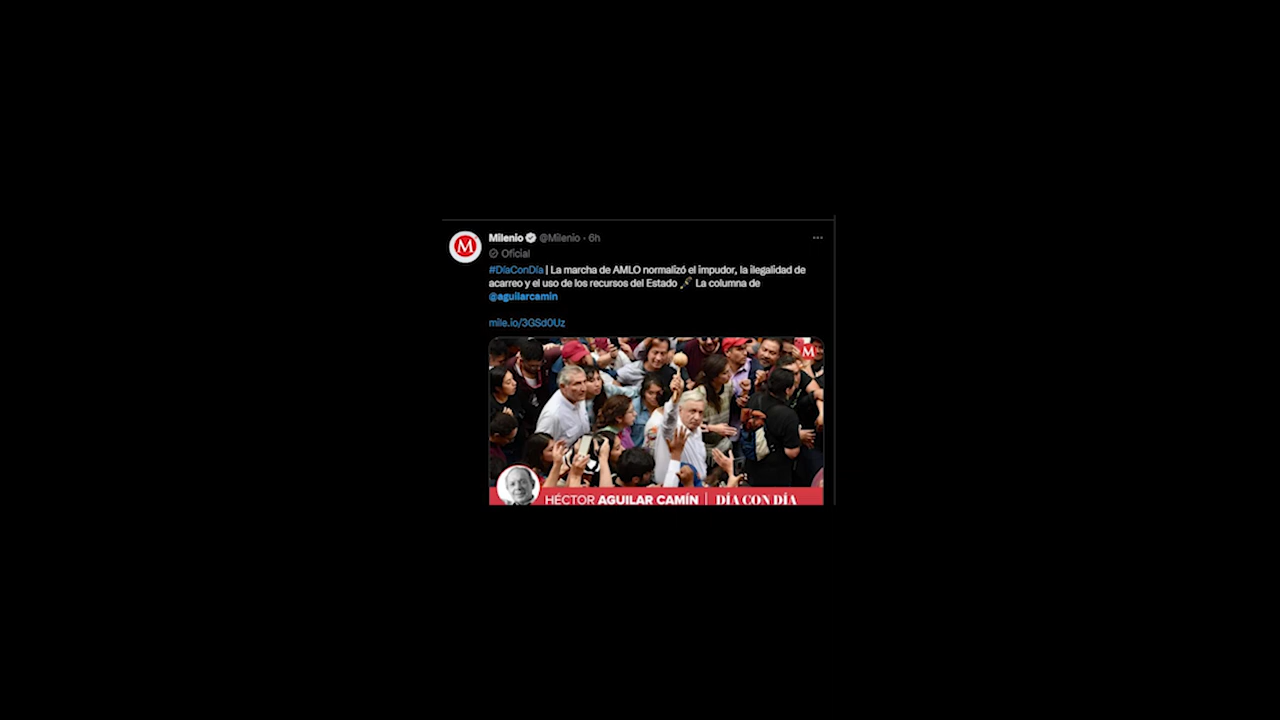 Milenio @Milenio · 6h
Oficial
#DíaConDía | La marcha de AMLO normalizó el impudor, la ilegalidad de
acarreo y el uso de los recursos del Estado 🖋️ La columna de
@aguilarcamin
mile.io/3GSd0Uz
M
HÉCTOR AGUILAR CAMÍN | DÍA CON DÍA